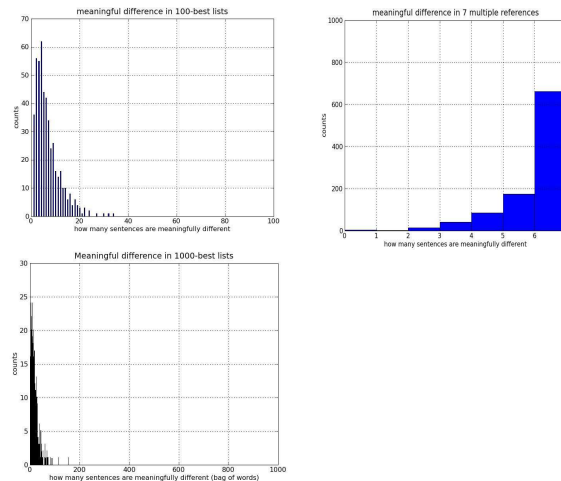 meaningful difference in 100-best lists
70
60
50
40
30
20
10
0
counts
0 20 40 60 80 100
how many sentences are meaningfully different
meaningful difference in 7 multiple references
1000
800
600
400
200
0
counts
0 1 2 3 4 5 6
how many sentences are meaningfully different
Meaningful difference in 1000-best lists
30
25
20
15
10
5
0
counts
0 200 400 600 800 1000
how many sentences are meaningfully different (bag of words)